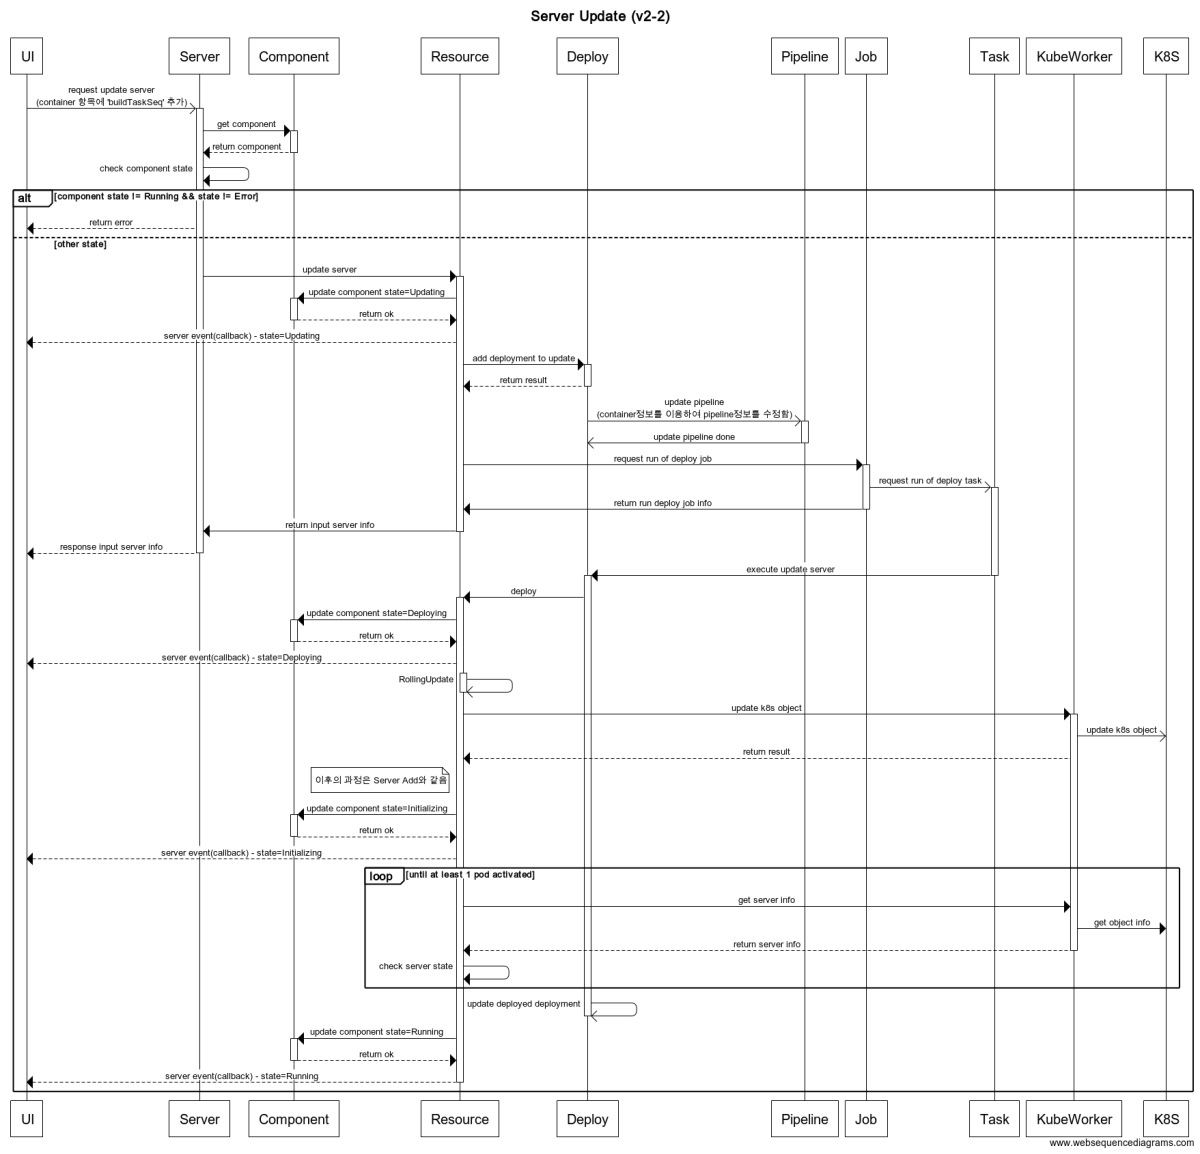 Server Update (v2-2)
UI
Server
Component
Resource
Deploy
Pipeline
Job
Task
KubeWorker
K8S
request update server
(container 항목에 'buildTaskSeq' 추가)
get component
return component
check component state
alt
[component state != Running && state != Error]
return error
[other state]
update server
update component state=Updating
return ok
server event(callback) - state=Updating
add deployment to update
return result
update pipeline
(container정보를 이용하여 pipeline정보를 수정함)
update pipeline done
request run of deploy job
request run of deploy task
return run deploy job info
return input server info
response input server info
execute update server
deploy
update component state=Deploying
return ok
server event(callback) - state=Deploying
RollingUpdate
update k8s object
update k8s object
return result
이후의 과정은 Server Add와 같음
update component state=Initializing
return ok
server event(callback) - state=Initializing
loop
[until at least 1 pod activated]
get server info
get object info
return server info
check server state
update deployed deployment
update component state=Running
return ok
server event(callback) - state=Running
UI
Server
Component
Resource
Deploy
Pipeline
Job
Task
KubeWorker
K8S
www.websequencediagrams.com